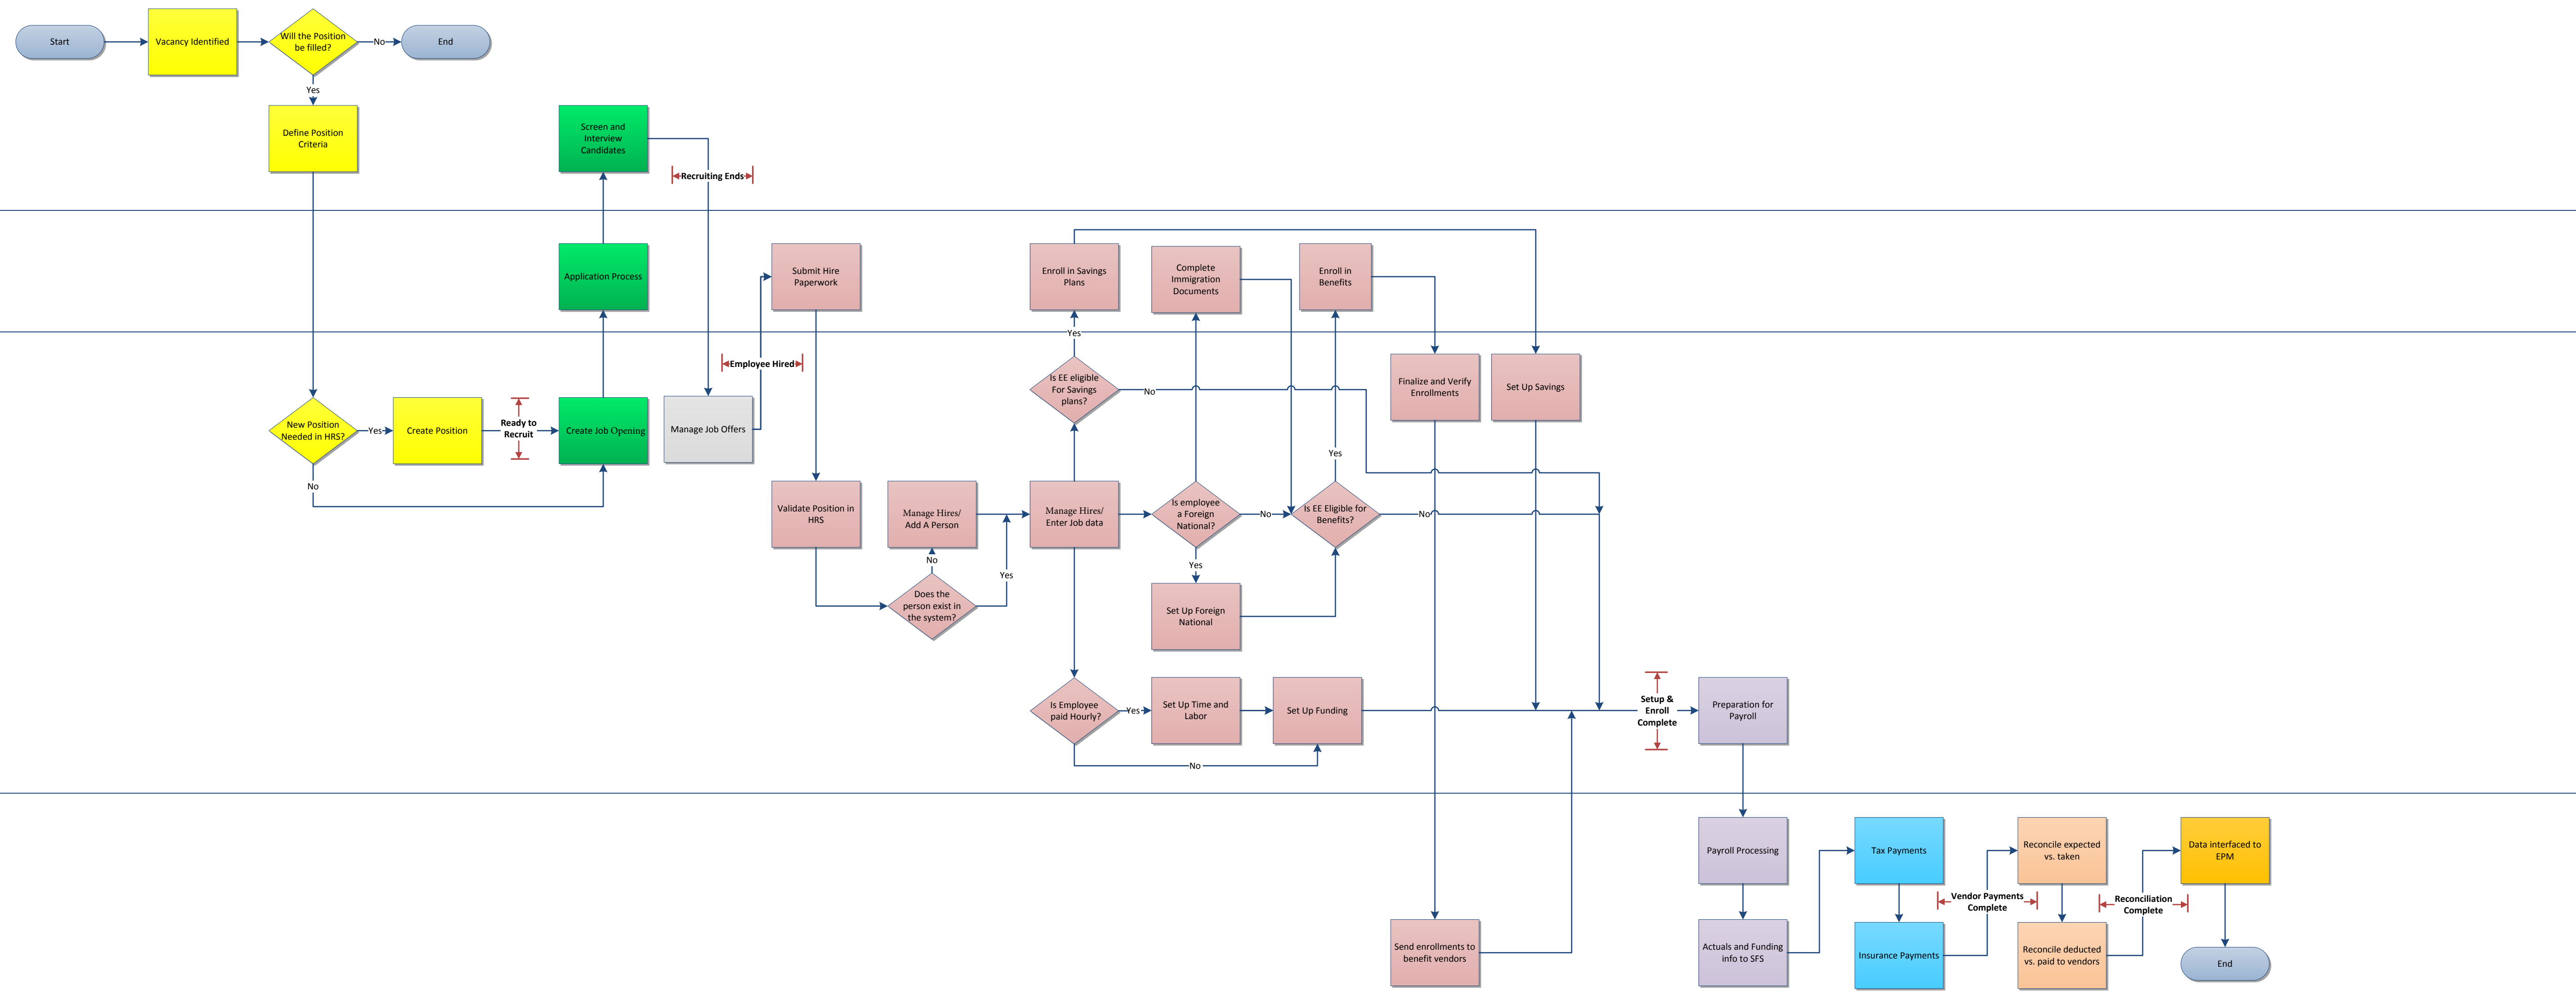 Start
Vacancy Identified
Will the Position
be filled?
No
End
Yes
Define Position
Criteria
Screen and
Interview
Candidates
Recruiting Ends
Application Process
Submit Hire
Paperwork
Enroll in Savings
Plans
Complete
Immigration
Documents
Enroll in
Benefits
Yes
Employee Hired
Is EE eligible
For Savings
plans?
No
Finalize and Verify
Enrollments
Set Up Savings
New Position
Needed in HRS?
Yes
Create Position
Ready to
Recruit
Create Job Opening
Manage Job Offers
No
Yes
Validate Position in
HRS
Manage Hires/
Add A Person
Manage Hires/
Enter Job data
Is employee
a Foreign
National?
No
Is EE Eligible for
Benefits?
No
No
Yes
Yes
Does the
person exist in
the system?
Set Up Foreign
National
Is Employee
paid Hourly?
Yes
Set Up Time and
Labor
Set Up Funding
Setup &
Enroll
Complete
Preparation for
Payroll
No
Payroll Processing
Tax Payments
Reconcile expected
vs. taken
Data interfaced to
EPM
Vendor Payments
Complete
Reconciliation
Complete
Send enrollments to
benefit vendors
Actuals and Funding
info to SFS
Insurance Payments
Reconcile deducted
vs. paid to vendors
End